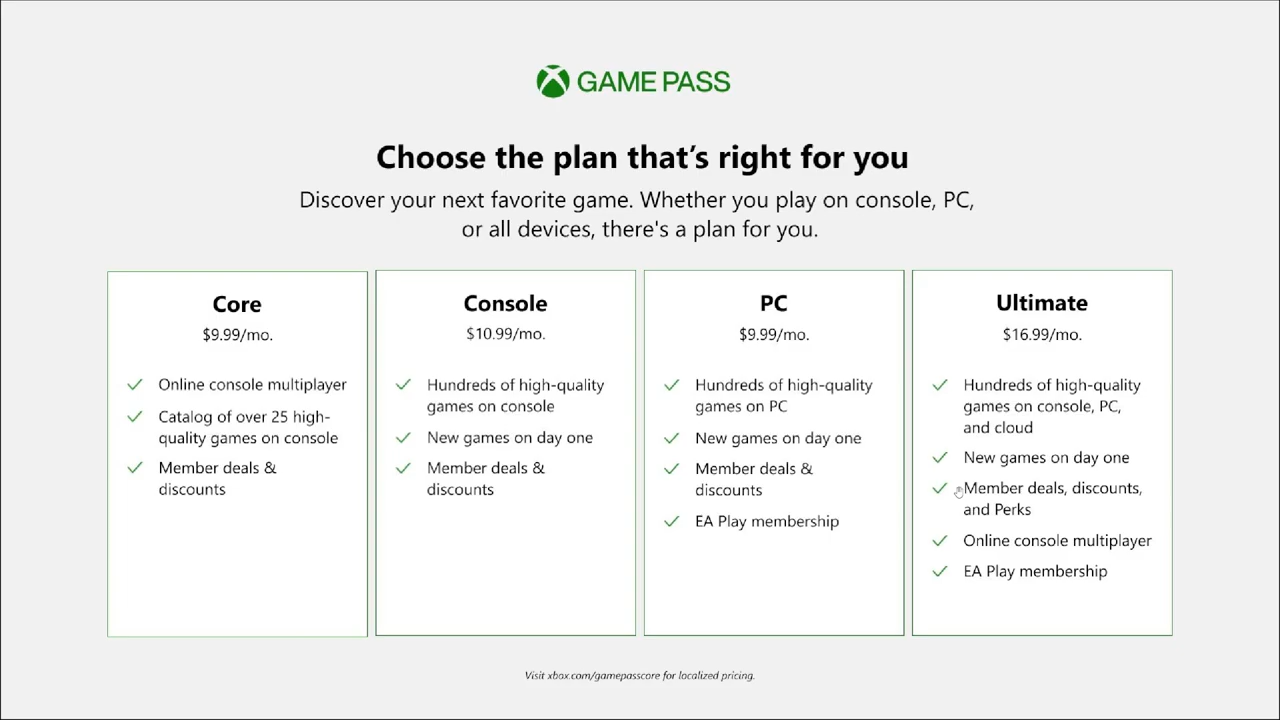 GAME PASS
Choose the plan that's right for you
Discover your next favorite game. Whether you play on console, PC,
or all devices, there's a plan for you.
Core
$9.99/mo.
Online console multiplayer
Catalog of over 25 high-
quality games on console
Member deals &
discounts
Console
$10.99/mo.
Hundreds of high-quality
games on console
New games on day one
Member deals &
discounts
PC
$9.99/mo.
Hundreds of high-quality
games on PC
New games on day one
Member deals &
discounts
EA Play membership
Ultimate
$16.99/mo.
Hundreds of high-quality
games on console, PC,
and cloud
New games on day one
Member deals, discounts,
and Perks
Online console multiplayer
EA Play membership
Visit xbox.com/gamepasscore for localized pricing.